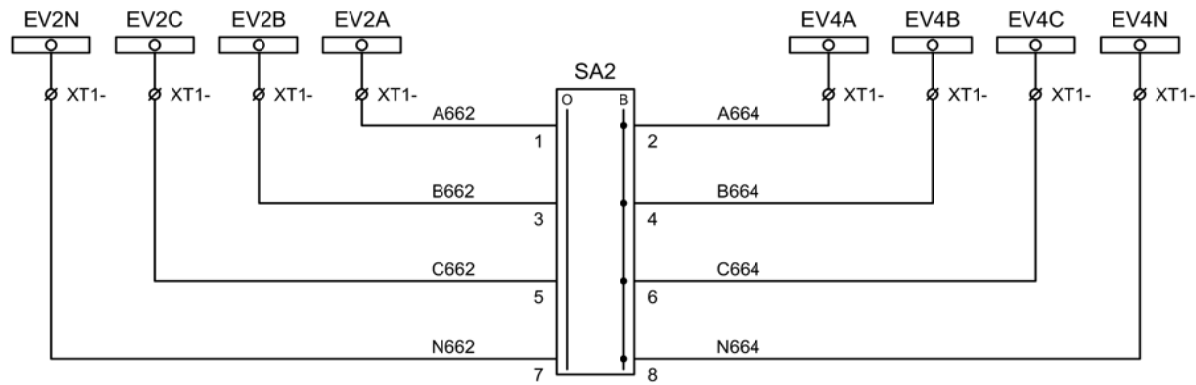 EV2N EV2C EV2B EV2A EV4A EV4B EV4C EV4N
XT1- XT1- XT1- XT1- SA2 XT1- XT1- XT1- XT1-
O B
A662 A664
1 2
B662 B664
3 4
C662 C664
5 6
N662 N664
7 8